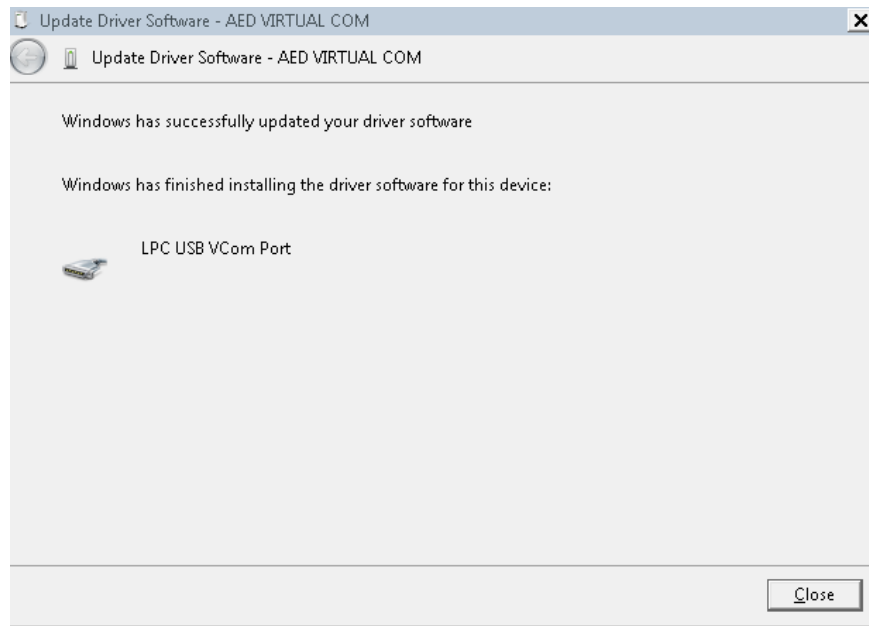 Update Driver Software - AED VIRTUAL COM
Update Driver Software - AED VIRTUAL COM
Windows has successfully updated your driver software
Windows has finished installing the driver software for this device:
LPC USB VCom Port
Close